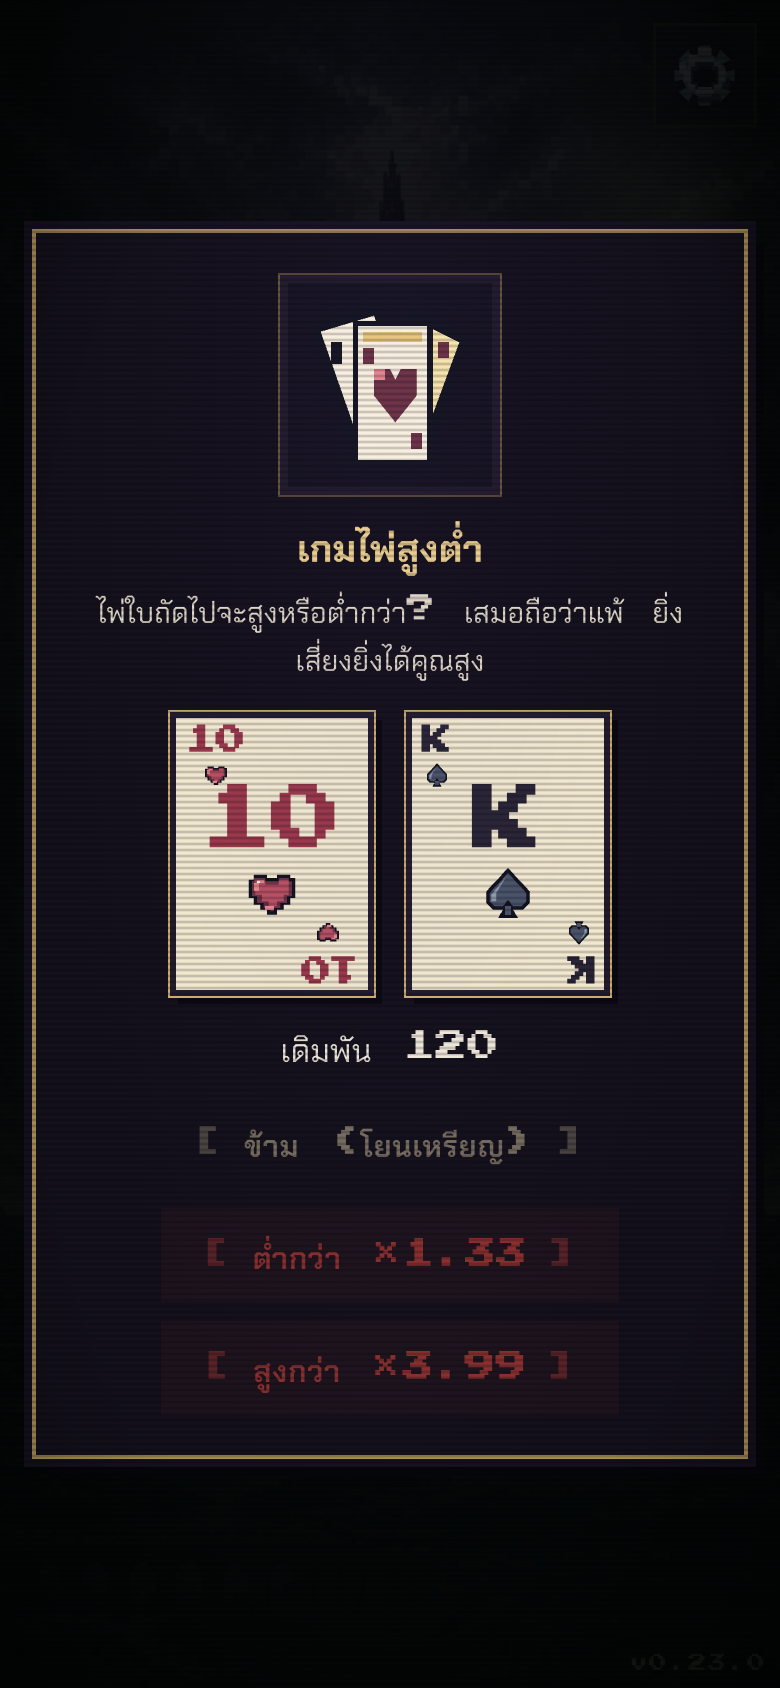 เกมไพ่สูงต่ำ
ไพ่ใบถัดไปจะสูงหรือต่ำกว่า? เสมอถือว่าแพ้ ยิ่ง
เสี่ยงยิ่งได้คูณสูง
10 K
10 K
10 K
เดิมพัน 120
[ ข้าม (โยนเหรียญ) ]
[ ต่ำกว่า ×1.33 ]
[ สูงกว่า ×3.99 ]
v0.23.0